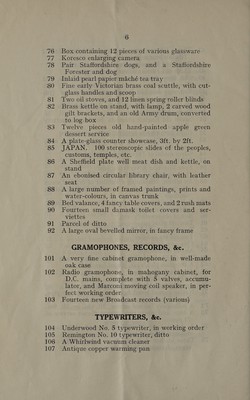 6
76 Box containing 12 pieces of various glassware
77 Koresco enlarging camera
78 Pair Staffordshire dogs, and a Staffordshire
Forester and dog
79 Inlaid pearl papier mâché tea tray
80 Fine early Victorian brass coal scuttle, with cut-
glass handles and scoop
81 Two oil stoves, and 12 linen spring roller blinds
82 Brass kettle on stand, with lamp, 2 carved wood
gilt brackets, and an old Army drum, converted
to log box
83 Twelve pieces old hand-painted apple green
dessert service
84 A plate-glass counter showcase, 3ft. by 2ft.
85 JAPAN. 100 stereoscopic slides of the peoples,
customs, temples, etc.
86 A Sheffield plate well meat dish and kettle, on
stand
87 An ebonised circular library chair, with leather
seat
88 A large number of framed paintings, prints and
water-colours, in canvas trunk
89 Bed valance, 4 fancy table covers, and 2 rush mats
90 Fourteen small damask toilet covers and ser-
viettes
91 Parcel of ditto
92 A large oval bevelled mirror, in fancy frame
GRAMOPHONES, RECORDS, &c.
101 A very fine cabinet gramophone, in well-made
oak case
102 Radio gramophone, in mahogany cabinet, for
D.C. mains, complete with 5 valves, accumu-
lator, and Marconi moving coil speaker, in per-
fect working order
103 Fourteen new Broadcast records (various)
TYPEWRITERS, &c.
104 Underwood No. 5 typewriter, in working order
105 Remington No. 10 typewriter, ditto
106 A Whirlwind vacuum cleaner
107 Antique copper warming pan